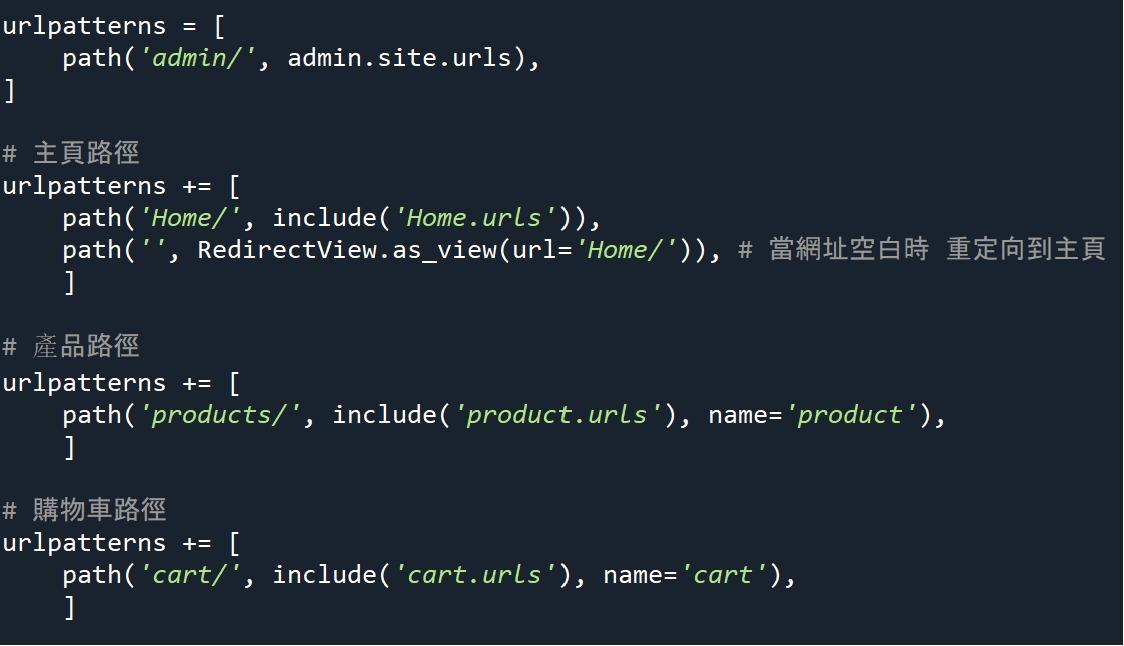 urlpatterns = [
    path('admin/', admin.site.urls),
]
# 主頁路徑
urlpatterns += [
    path('Home/', include('Home.urls')),
    path('', RedirectView.as_view(url='Home/')), # 當網址空白時 重定向到主頁
    ]
# 產品路徑
urlpatterns += [
    path('products/', include('product.urls'), name='product'),
    ]
# 購物車路徑
urlpatterns += [
    path('cart/', include('cart.urls'), name='cart'),
    ]